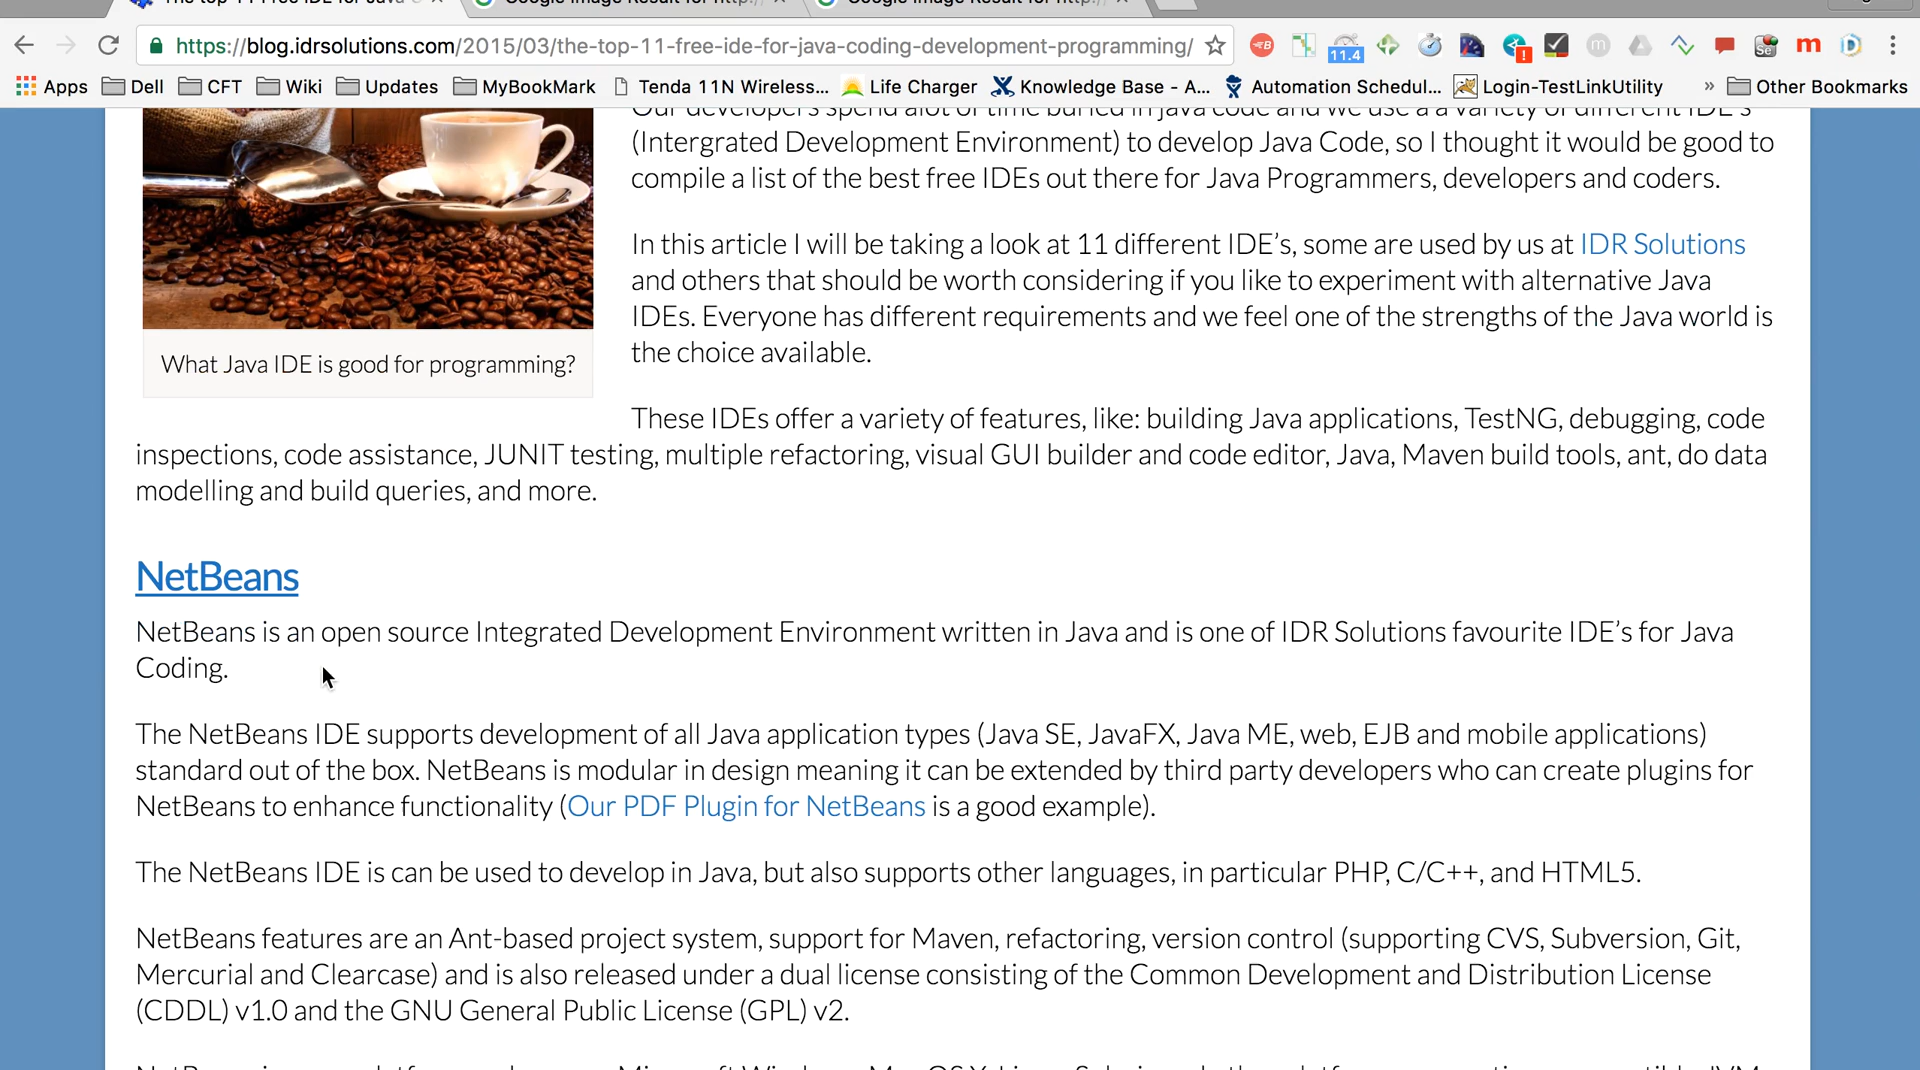 https://blog.idrsolutions.com/2015/03/the-top-11-free-ide-for-java-coding-development-programming/
11.4
Apps Dell CFT Wiki Updates MyBookMark Tenda 11N Wireless... Life Charger Knowledge Base - A... Automation Schedul... Login-TestLinkUtility » Other Bookmarks
Our developers spend alot of time buried in java code and we use a a variety of different IDE's
(Intergrated Development Environment) to develop Java Code, so I thought it would be good to
compile a list of the best free IDEs out there for Java Programmers, developers and coders.
In this article I will be taking a look at 11 different IDE's, some are used by us at IDR Solutions
and others that should be worth considering if you like to experiment with alternative Java
IDEs. Everyone has different requirements and we feel one of the strengths of the Java world is
the choice available.
What Java IDE is good for programming?
These IDEs offer a variety of features, like: building Java applications, TestNG, debugging, code
inspections, code assistance, JUNIT testing, multiple refactoring, visual GUI builder and code editor, Java, Maven build tools, ant, do data
modelling and build queries, and more.
NetBeans
NetBeans is an open source Integrated Development Environment written in Java and is one of IDR Solutions favourite IDE's for Java
Coding.
The NetBeans IDE supports development of all Java application types (Java SE, JavaFX, Java ME, web, EJB and mobile applications)
standard out of the box. NetBeans is modular in design meaning it can be extended by third party developers who can create plugins for
NetBeans to enhance functionality (Our PDF Plugin for NetBeans is a good example).
The NetBeans IDE is can be used to develop in Java, but also supports other languages, in particular PHP, C/C++, and HTML5.
NetBeans features are an Ant-based project system, support for Maven, refactoring, version control (supporting CVS, Subversion, Git,
Mercurial and Clearcase) and is also released under a dual license consisting of the Common Development and Distribution License
(CDDL) v1.0 and the GNU General Public License (GPL) v2.